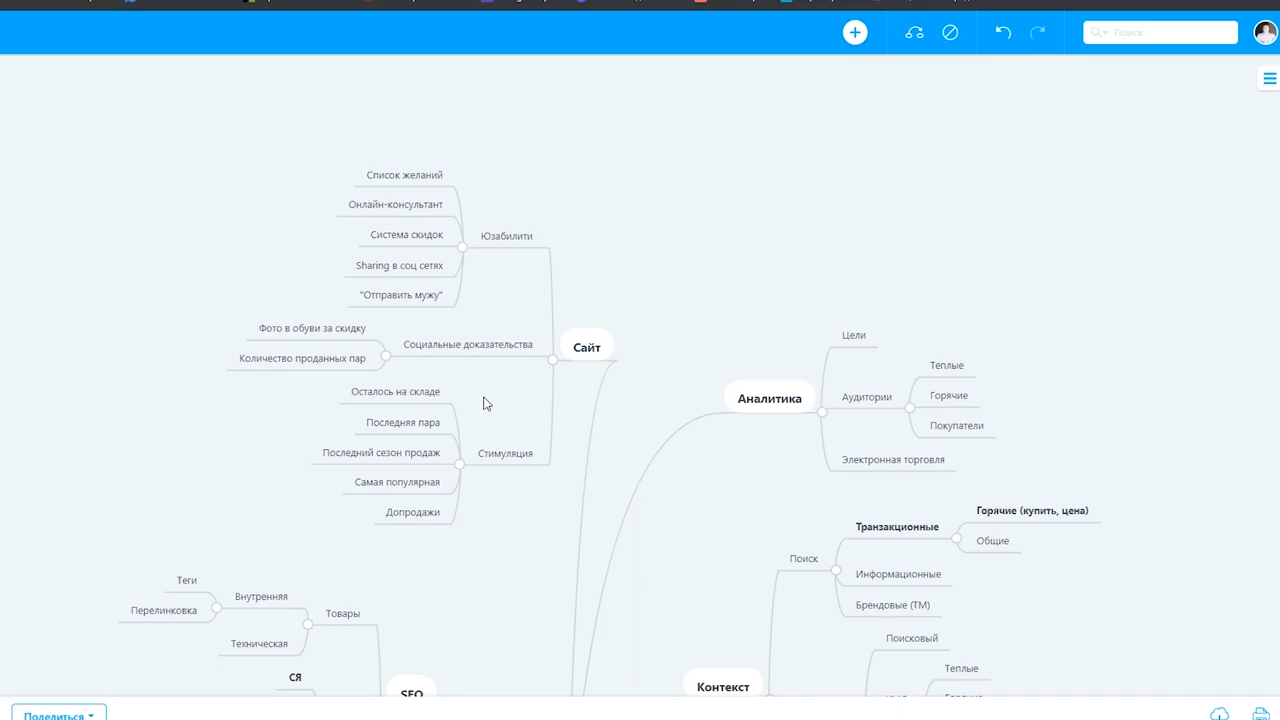 Поиск
Список желаний
Онлайн-консультант
Система скидок
Sharing в соц сетях
"Отправить мужу"
Юзабилити
Фото в обуви за скидку
Количество проданных пар
Социальные доказательства
Сайт
Осталось на складе
Последняя пара
Последний сезон продаж
Самая популярная
Допродажи
Стимуляция
Цели
Аналитика
Аудитории
Теплые
Горячие
Покупатели
Электронная торговля
Горячие (купить, цена)
Транзакционные
Общие
Поиск
Информационные
Брендовые (ТМ)
Поисковый
Теплые
Контекст
Теги
Внутренняя
Перелинковка
Товары
Техническая
СЯ
SEO
Поделиться